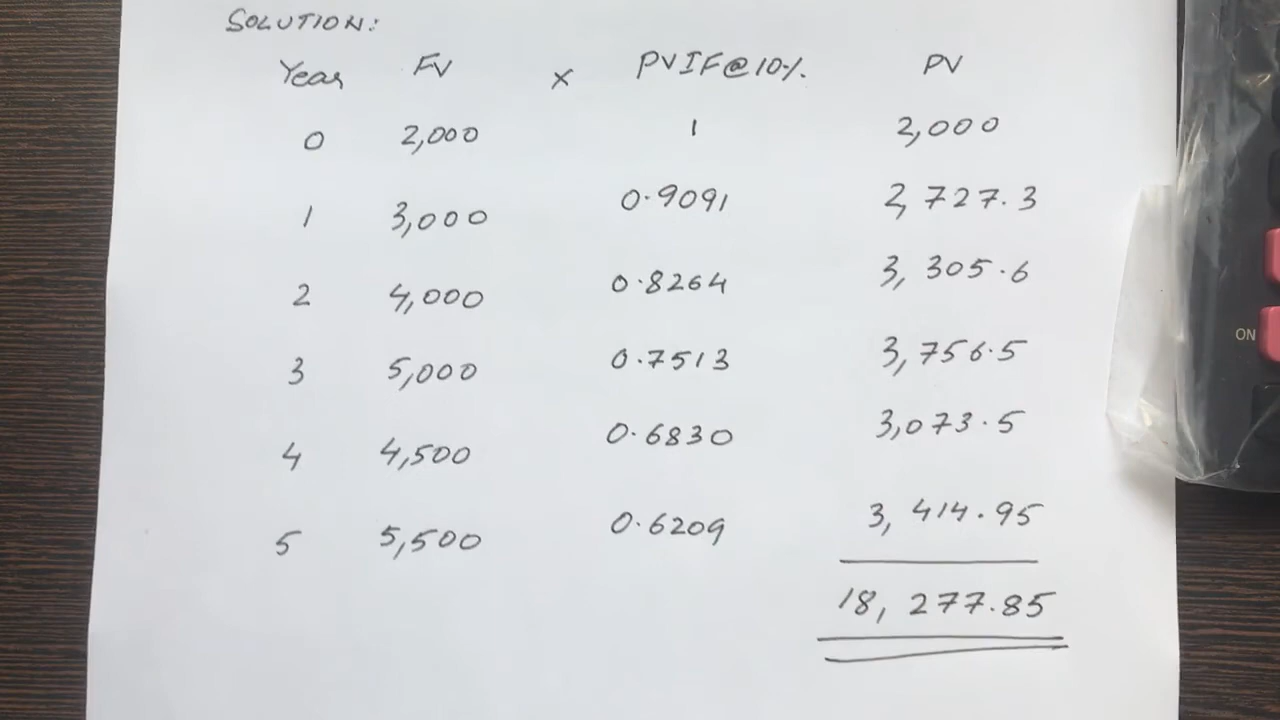 SOLUTION:
Year FV × PVIF@10% PV
0 2,000 1 2,000
1 3,000 0.9091 2,727.3
2 4,000 0.8264 3,305.6
3 5,000 0.7513 3,756.5
4 4,500 0.6830 3,073.5
5 5,500 0.6209 3,414.95
18,277.85
ON